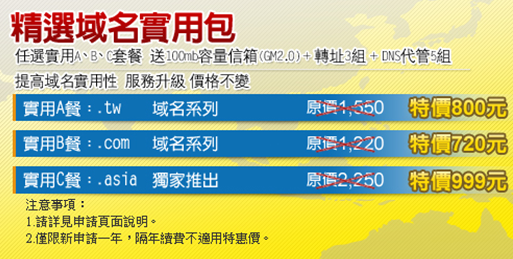 精選域名實用包
任選實用A、B、C套餐 送100mb容量信箱(GM2.0)+轉址3組+DNS代管5組
提高域名實用性 服務升級 價格不變
實用A餐：.tw 域名系列 原價1,550 特價800元
實用B餐：.com 域名系列 原價1,220 特價720元
實用C餐：.asia 獨家推出 原價2,250 特價999元
注意事項：
1.請詳見申請頁面說明。
2.僅限新申請一年，隔年續費不適用特惠價。